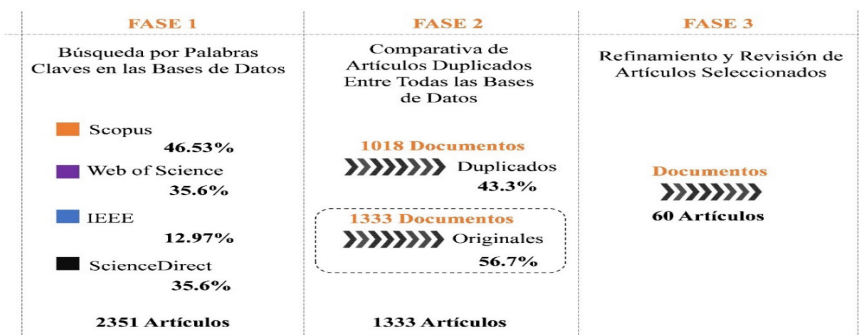 FASE 1
Búsqueda por Palabras
Claves en las Bases de Datos
Scopus
46.53%
Web of Science
35.6%
IEEE
12.97%
ScienceDirect
35.6%
2351 Artículos
FASE 2
Comparativa de
Artículos Duplicados
Entre Todas las Bases
de Datos
1018 Documentos
Duplicados
43.3%
1333 Documentos
Originales
56.7%
1333 Artículos
FASE 3
Refinamiento y Revisión de
Artículos Seleccionados
Documentos
60 Artículos